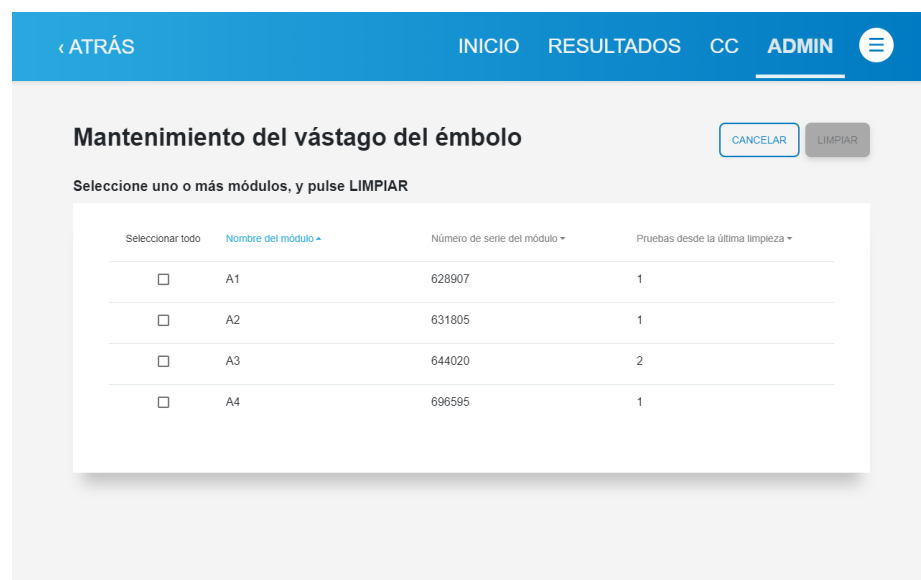 ‹ ATRÁS INICIO RESULTADOS CC ADMIN
Mantenimiento del vástago del émbolo CANCELAR LIMPIAR
Seleccione uno o más módulos, y pulse LIMPIAR
Seleccionar todo Nombre del módulo Número de serie del módulo Pruebas desde la última limpieza
A1 628907 1
A2 631805 1
A3 644020 2
A4 696595 1